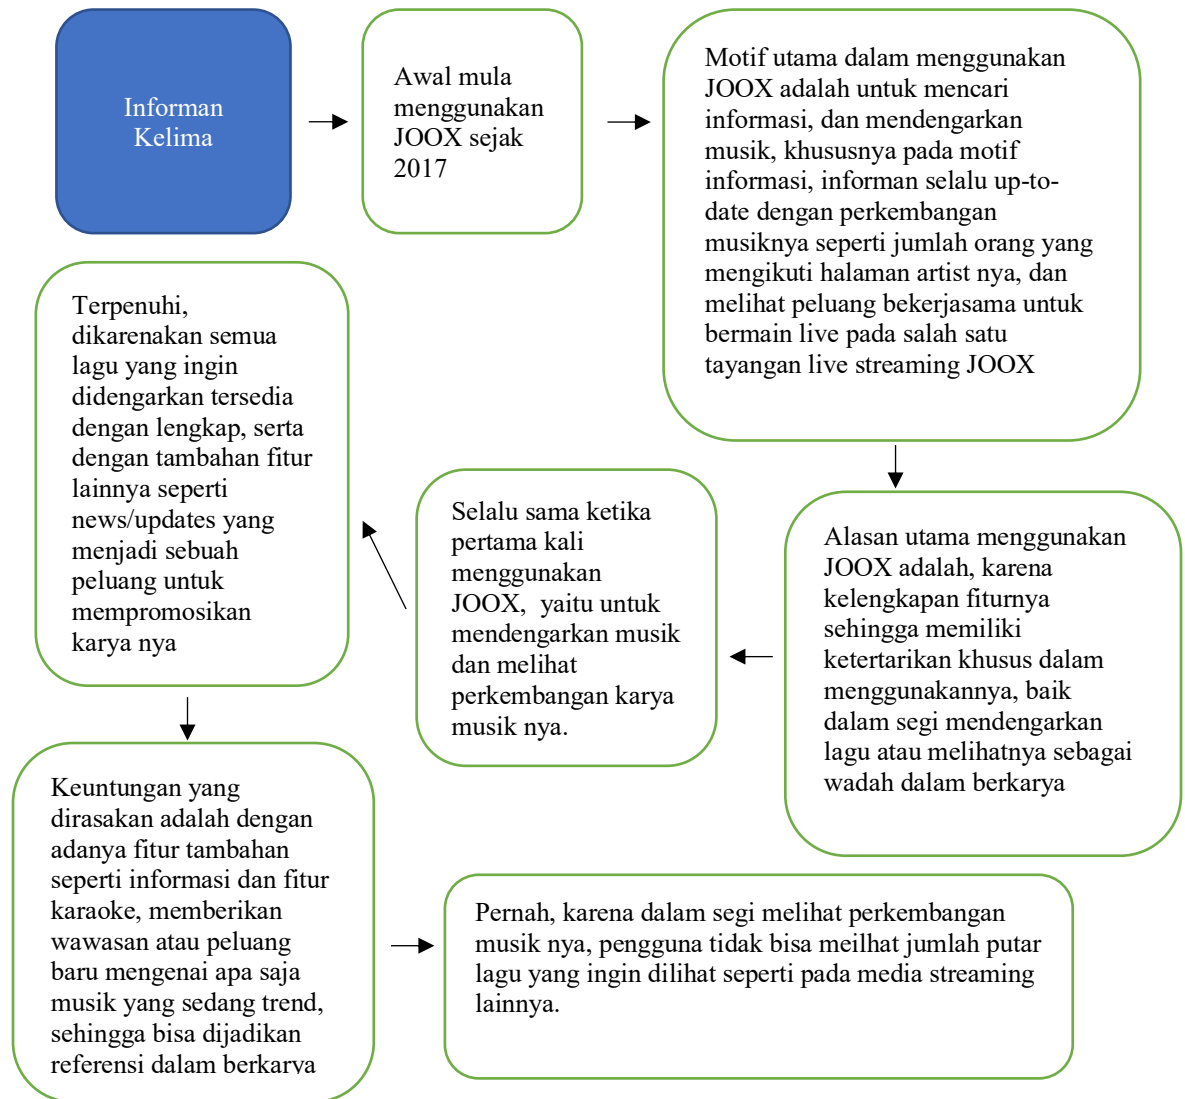 Informan
Kelima
Awal mula
menggunakan
JOOX sejak
2017
Motif utama dalam menggunakan
JOOX adalah untuk mencari
informasi, dan mendengarkan
musik, khususnya pada motif
informasi, informan selalu up-to-
date dengan perkembangan
musiknya seperti jumlah orang yang
mengikuti halaman artist nya, dan
melihat peluang bekerjasama untuk
bermain live pada salah satu
tayangan live streaming JOOX
Alasan utama menggunakan
JOOX adalah, karena
kelengkapan fiturnya
sehingga memiliki
ketertarikan khusus dalam
menggunakannya, baik
dalam segi mendengarkan
lagu atau melihatnya sebagai
wadah dalam berkarya
Selalu sama ketika
pertama kali
menggunakan
JOOX,  yaitu untuk
mendengarkan musik
dan melihat
perkembangan karya
musik nya.
Terpenuhi,
dikarenakan semua
lagu yang ingin
didengarkan tersedia
dengan lengkap, serta
dengan tambahan fitur
lainnya seperti
news/updates yang
menjadi sebuah
peluang untuk
mempromosikan
karya nya
Keuntungan yang
dirasakan adalah dengan
adanya fitur tambahan
seperti informasi dan fitur
karaoke, memberikan
wawasan atau peluang
baru mengenai apa saja
musik yang sedang trend,
sehingga bisa dijadikan
referensi dalam berkarya
Pernah, karena dalam segi melihat perkembangan
musik nya, pengguna tidak bisa meilhat jumlah putar
lagu yang ingin dilihat seperti pada media streaming
lainnya.